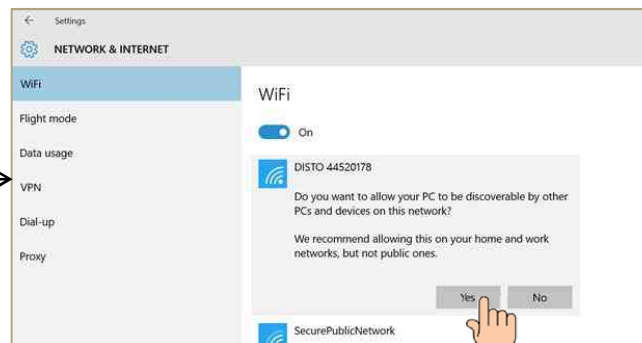 Settings
NETWORK & INTERNET
WiFi
Flight mode
Data usage
VPN
Dial-up
Proxy
WiFi
On
DISTO 44520178
Do you want to allow your PC to be discoverable by other
PCs and devices on this network?
We recommend allowing this on your home and work
networks, but not public ones.
Yes No
SecurePublicNetwork